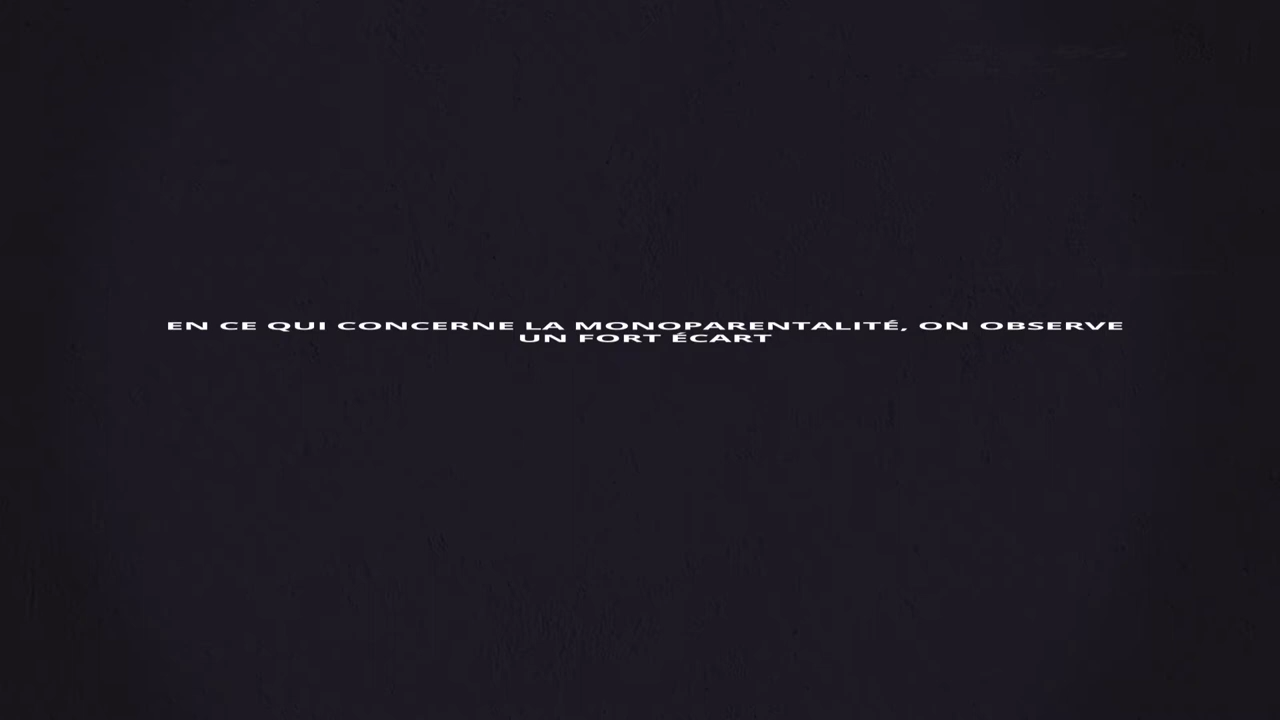 EN CE QUI CONCERNE LA MONOPARENTALITÉ, ON OBSERVE
UN FORT ÉCART